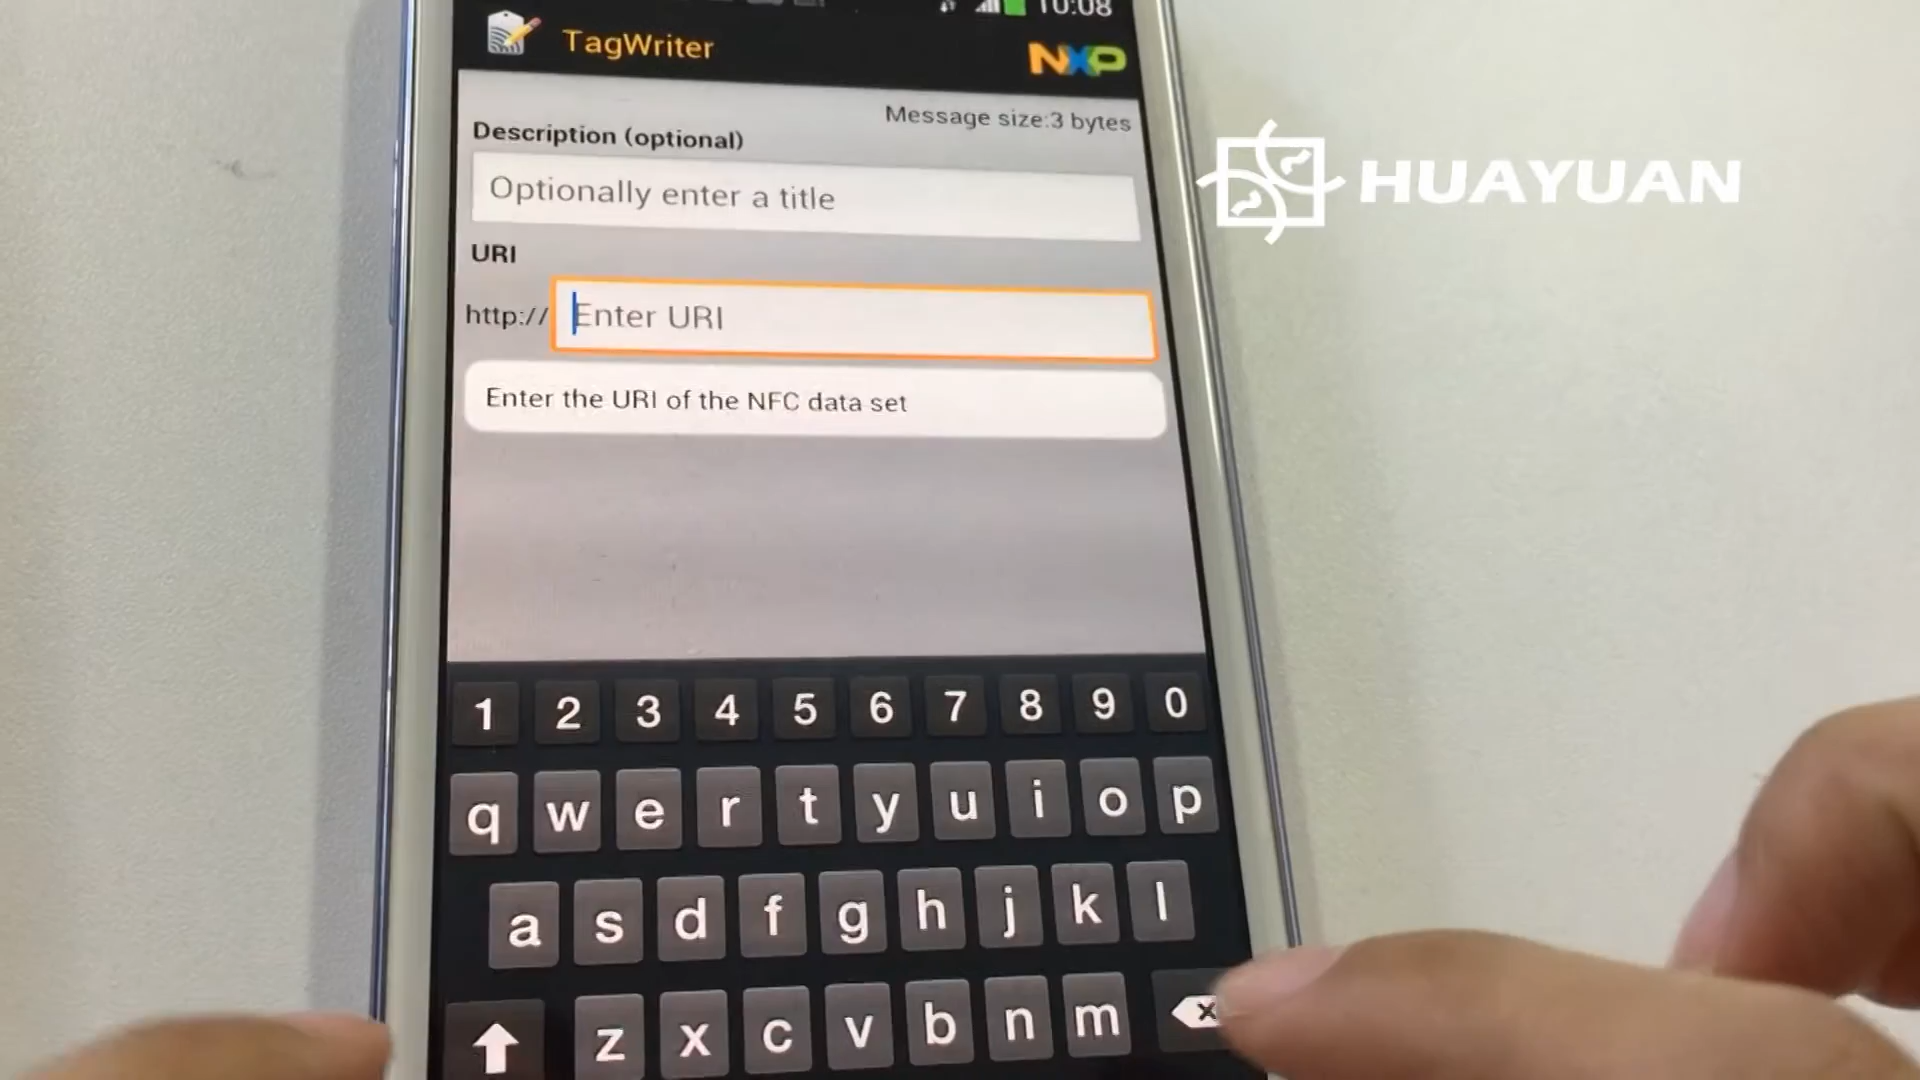 10:08
TagWriter
NXP
Message size:3 bytes
Description (optional)
Optionally enter a title
HUAYUAN
URI
http://
Enter URI
Enter the URI of the NFC data set
1 2 3 4 5 6 7 8 9 0
q w e r t y u i o p
a s d f g h j k l
z x c v b n m